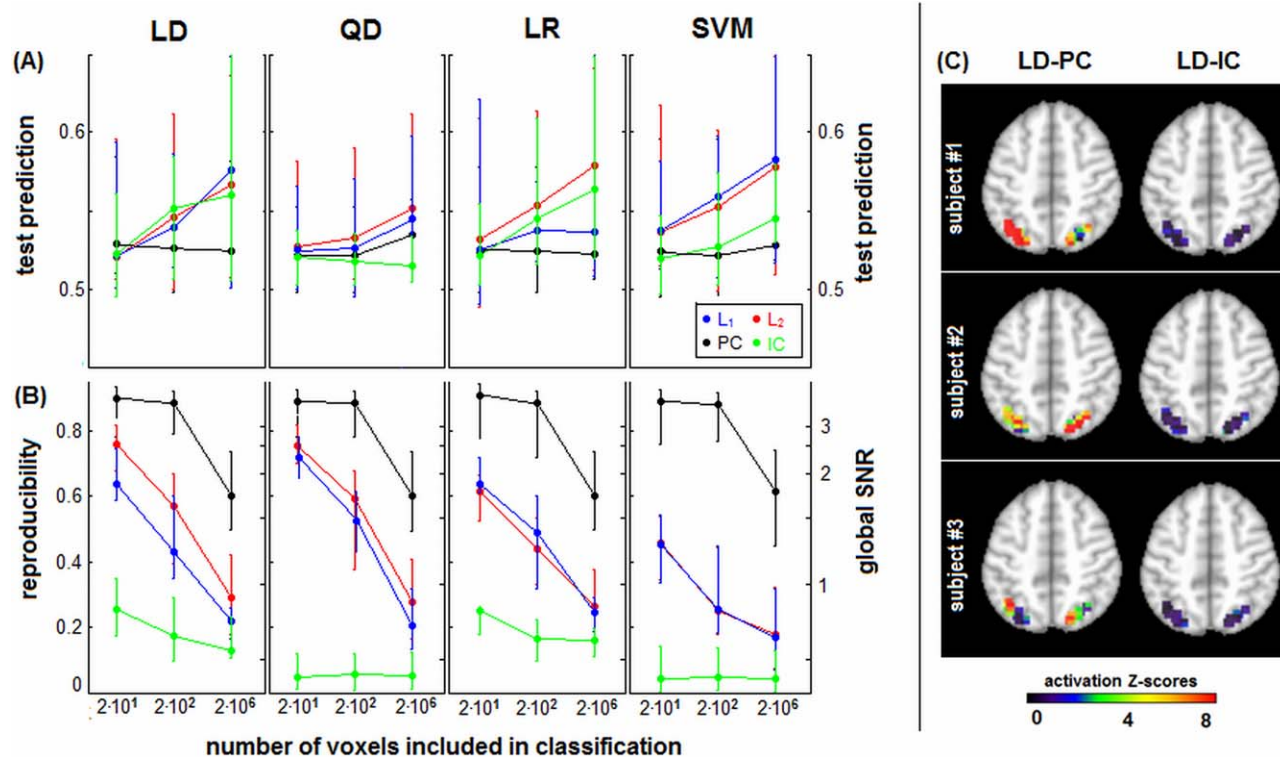 LD QD LR SVM
(A)
test prediction
0.6
0.5
0.6
0.5
test prediction
L₁ L₂
PC IC
(B)
reproducibility
0.8
0.6
0.4
0.2
0
3
2
1
global SNR
2·10¹ 2·10² 2·10⁶ 2·10¹ 2·10² 2·10⁶ 2·10¹ 2·10² 2·10⁶ 2·10¹ 2·10² 2·10⁶
number of voxels included in classification
(C) LD-PC LD-IC
subject #1
subject #2
subject #3
activation Z-scores
0 4 8